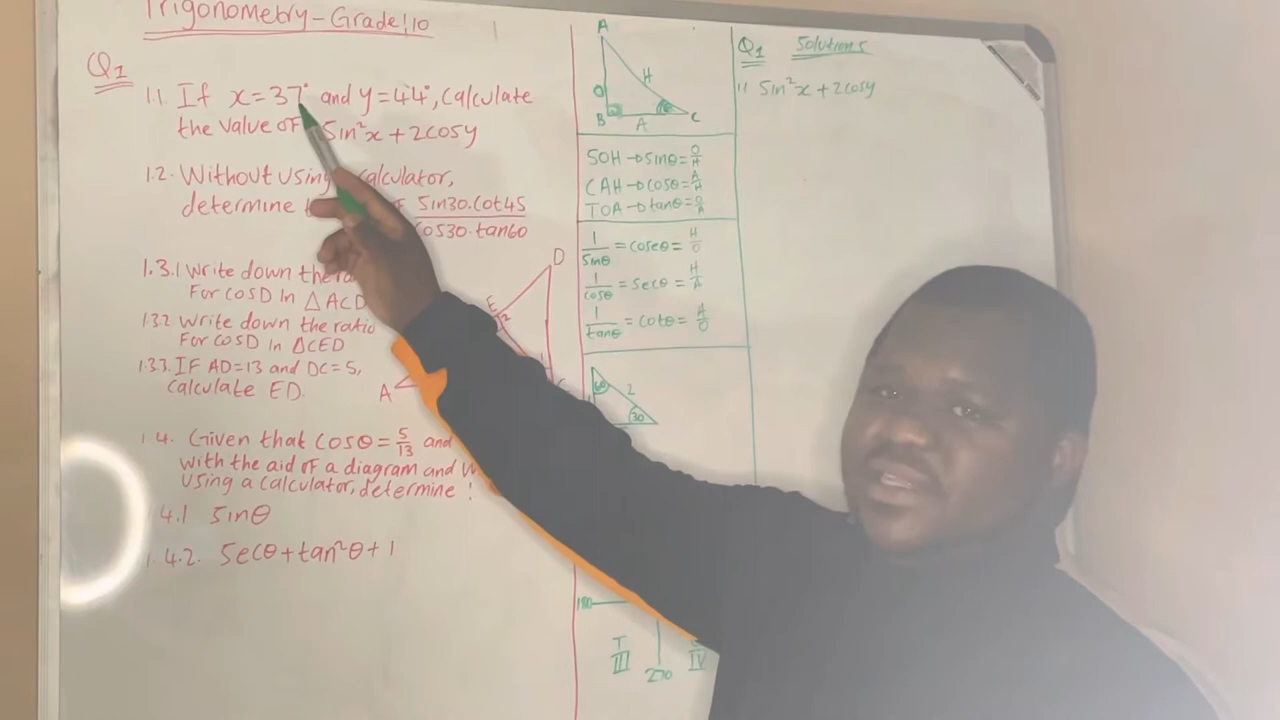 Trigonometry - Grade 10
Q1
1.1. If x=37° and y=44°, Calculate
the value of Sin²x + 2cosy
1.2. Without using calculator,
determine Sin30.Cot45
cos30.tan60
1.3.1 Write down the
For COSD In △ACD
1.3.2 Write down the ratio
For COSD In △CED
1.3.3. IF AD=13 and DC=5,
Calculate ED.
D
E
2
A
1.4. Given that COSθ = 5/13 and
with the aid of a diagram and
Using a calculator, determine :
4.1 Sinθ
1.4.2. Secθ + tan²θ + 1
A
O
H
B
A
C
SOH → Sinθ = O/H
CAH → Cosθ = A/H
TOA → tanθ = O/A
1/Sinθ = Cosecθ = H/O
1/Cosθ = Secθ = H/A
1/tanθ = Cotθ = A/O
60
2
30
180
T
III
270
IV
Q1 Solutions
1.1 Sin²x + 2cosy